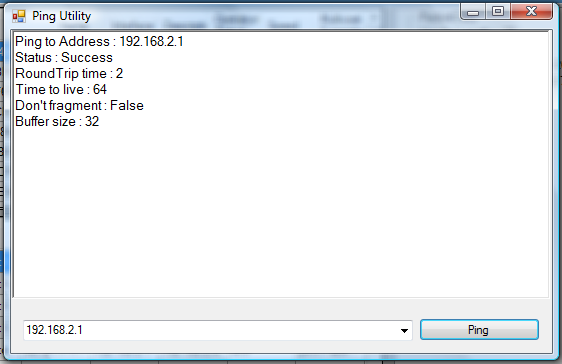 Ping Utility
Ping to Address : 192.168.2.1
Status : Success
RoundTrip time : 2
Time to live : 64
Don't fragment : False
Buffer size : 32
192.168.2.1
Ping